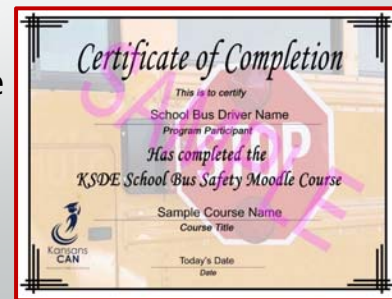 e
Certificate of Completion
This is to certify
School Bus Driver Name
Program Participant
Has completed the
KSDE School Bus Safety Moodle Course
Sample Course Name
Course Title
Today's Date
Date
Kansans
CAN
SAMPLE
STOP